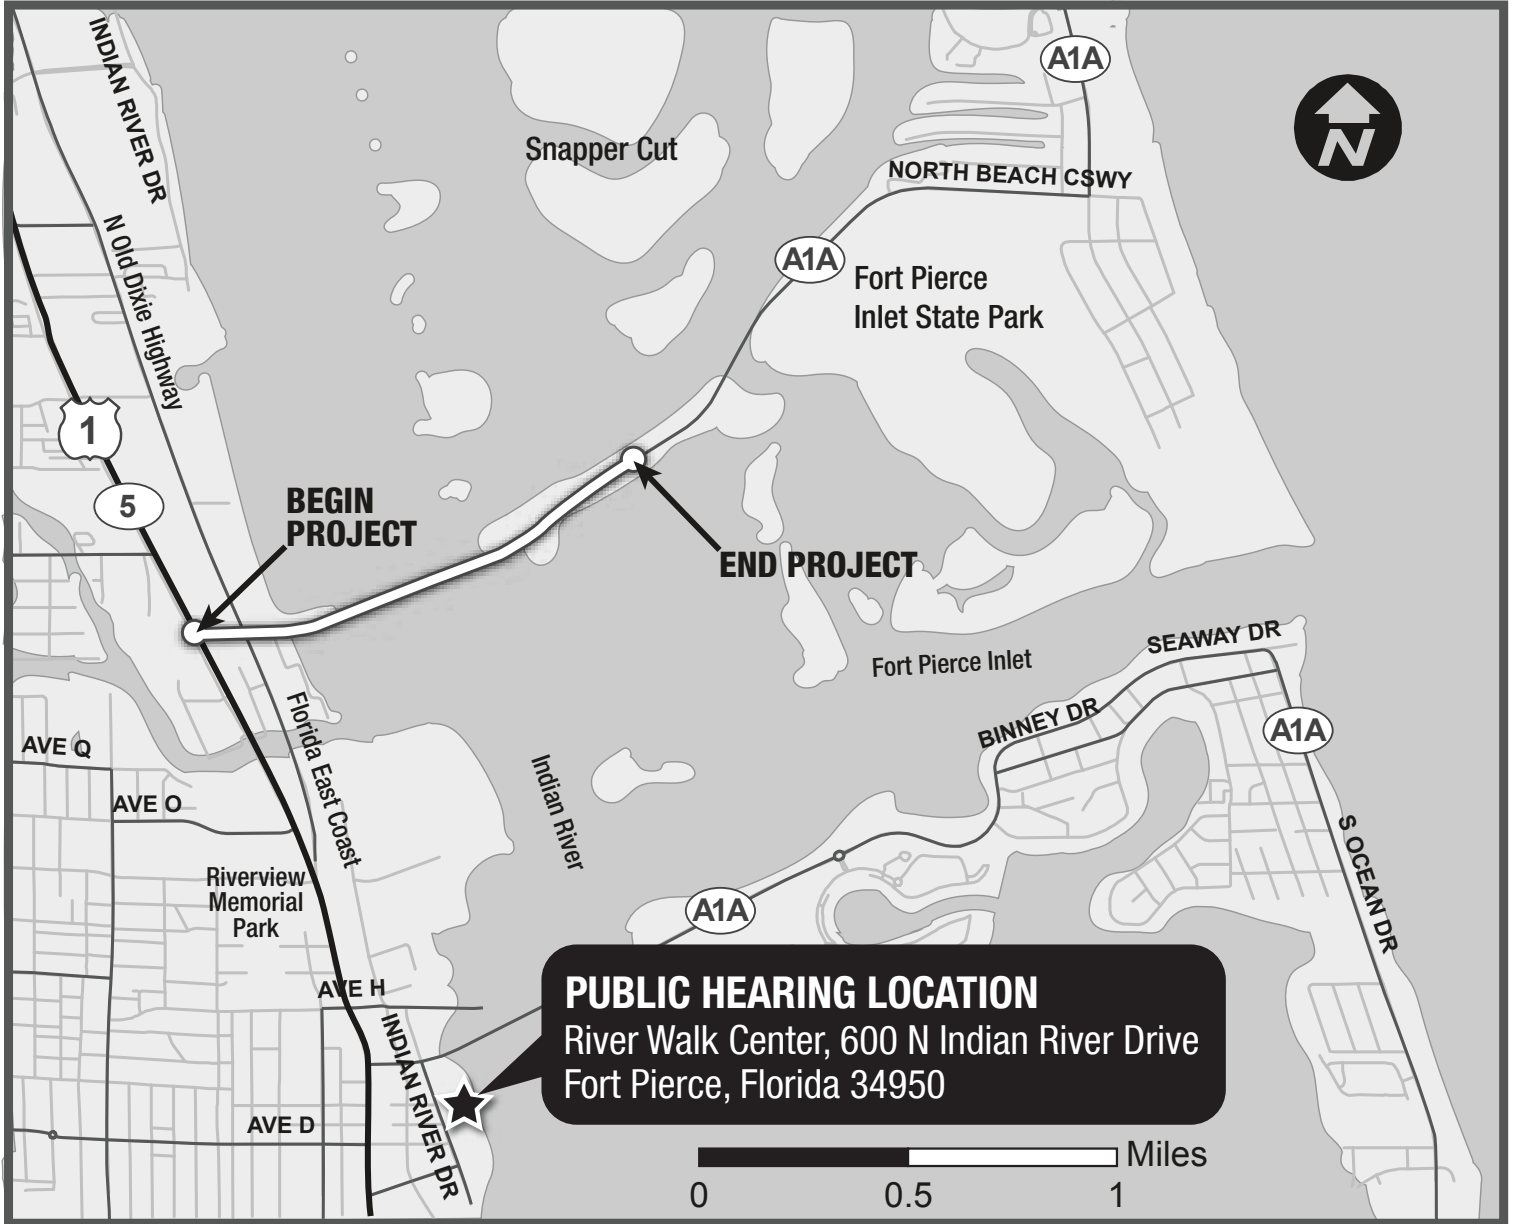 INDIAN RIVER DR
A1A
N
Snapper Cut
NORTH BEACH CSWY
N Old Dixie Highway
A1A
Fort Pierce
Inlet State Park
1
5
BEGIN
PROJECT
END PROJECT
SEAWAY DR
Fort Pierce Inlet
BINNEY DR
A1A
Florida East Coast
AVE Q
Indian River
AVE O
S OCEAN DR
Riverview
Memorial
Park
A1A
AVE H
PUBLIC HEARING LOCATION
River Walk Center, 600 N Indian River Drive
Fort Pierce, Florida 34950
INDIAN RIVER DR
AVE D
Miles
0 0.5 1